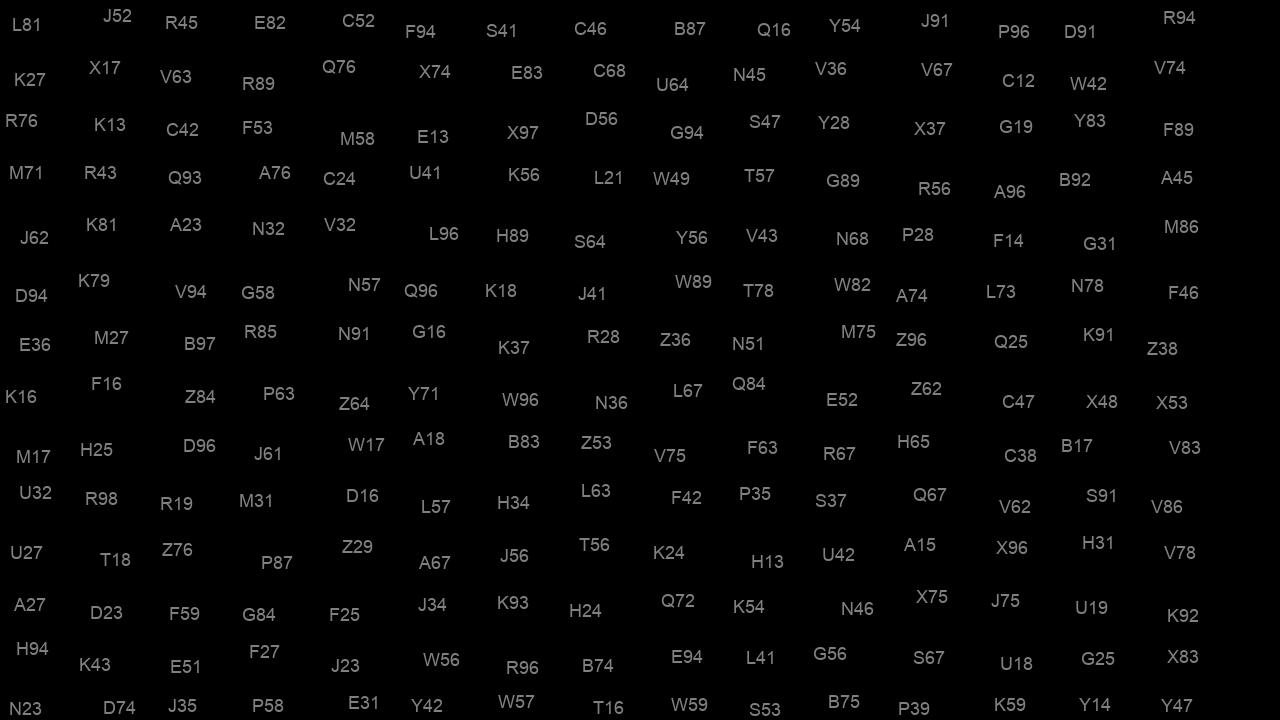 L81 J52 R45 E82 C52 F94 S41 C46 B87 Q16 Y54 J91 P96 D91 R94
K27 X17 V63 R89 Q76 X74 E83 C68 U64 N45 V36 V67 C12 W42 V74
R76 K13 C42 F53 M58 E13 X97 D56 G94 S47 Y28 X37 G19 Y83 F89
M71 R43 Q93 A76 C24 U41 K56 L21 W49 T57 G89 R56 A96 B92 A45
J62 K81 A23 N32 V32 L96 H89 S64 Y56 V43 N68 P28 F14 G31 M86
D94 K79 V94 G58 N57 Q96 K18 J41 W89 T78 W82 A74 L73 N78 F46
E36 M27 B97 R85 N91 G16 K37 R28 Z36 N51 M75 Z96 Q25 K91 Z38
K16 F16 Z84 P63 Z64 Y71 W96 N36 L67 Q84 E52 Z62 C47 X48 X53
M17 H25 D96 J61 W17 A18 B83 Z53 V75 F63 R67 H65 C38 B17 V83
U32 R98 R19 M31 D16 L57 H34 L63 F42 P35 S37 Q67 V62 S91 V86
U27 T18 Z76 P87 Z29 A67 J56 T56 K24 H13 U42 A15 X96 H31 V78
A27 D23 F59 G84 F25 J34 K93 H24 Q72 K54 N46 X75 J75 U19 K92
H94 K43 E51 F27 J23 W56 R96 B74 E94 L41 G56 S67 U18 G25 X83
N23 D74 J35 P58 E31 Y42 W57 T16 W59 S53 B75 P39 K59 Y14 Y47